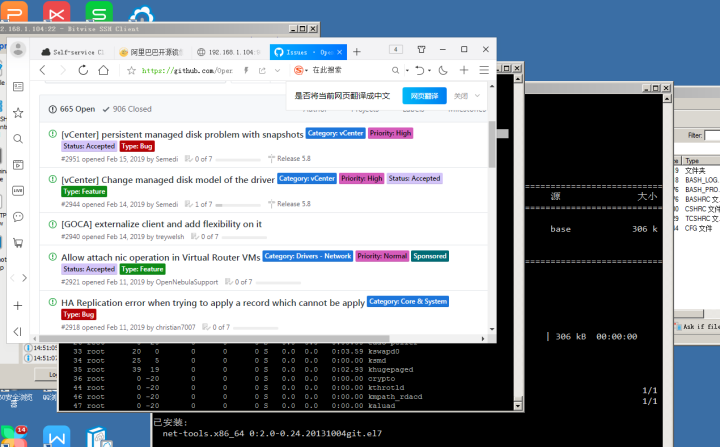 192.168.1.104:22 - Bitvise SSH Client
Self-service Cl
阿里巴巴开源镜
192.168.1.104:
Issues - Open
4
https://github.com/Open
在此搜索
是否将当前网页翻译成中文
网页翻译
关闭
665 Open
906 Closed
[vCenter] persistent managed disk problem with snapshots
Category: vCenter
Priority: High
Status: Accepted
Type: Bug
#2951 opened Feb 15, 2019 by Semedi
0 of 7
Release 5.8
[vCenter] Change managed disk model of the driver
Category: vCenter
Priority: High
Status: Accepted
Type: Feature
#2944 opened Feb 14, 2019 by Semedi
1 of 7
Release 5.8
[GOCA] externalize client and add flexibility on it
#2940 opened Feb 14, 2019 by treywelsh
0 of 7
Allow attach nic operation in Virtual Router VMs
Category: Drivers - Network
Priority: Normal
Sponsored
Status: Accepted
Type: Feature
#2921 opened Feb 11, 2019 by OpenNebulaSupport
0 of 7
HA Replication error when trying to apply a record which cannot be apply
Category: Core & System
Type: Bug
#2918 opened Feb 11, 2019 by christian7007
0 of 7
33 root 20 0 0:03.59 kswapd0
34 root 25 5 0 0 0 S 0.0 0.0 0:00.00 ksmd
35 root 39 19 0 0 0 S 0.0 0.0 0:02.93 khugepaged
36 root 0 -20 0 0 0 S 0.0 0.0 0:00.00 crypto
44 root 0 -20 0 0 0 S 0.0 0.0 0:00.00 kthrotld
46 root 0 -20 0 0 0 S 0.0 0.0 0:00.00 kmpath_rdacd
47 root 0 -20 0 0 0 S 0.0 0.0 0:00.00 kaluad
源 大小
base 306 k
| 306 kB 00:00:00
1/1
1/1
已安装:
net-tools.x86_64 0:2.0-0.24.20131004git.el7
Filter:
Type
文件夹
BASH_LOG
BASH_PRO
BASHRC 文
CSHRC 文件
TCSHRC 文
CFG 文件
Ask if file
14:51:0
14:51:0
14